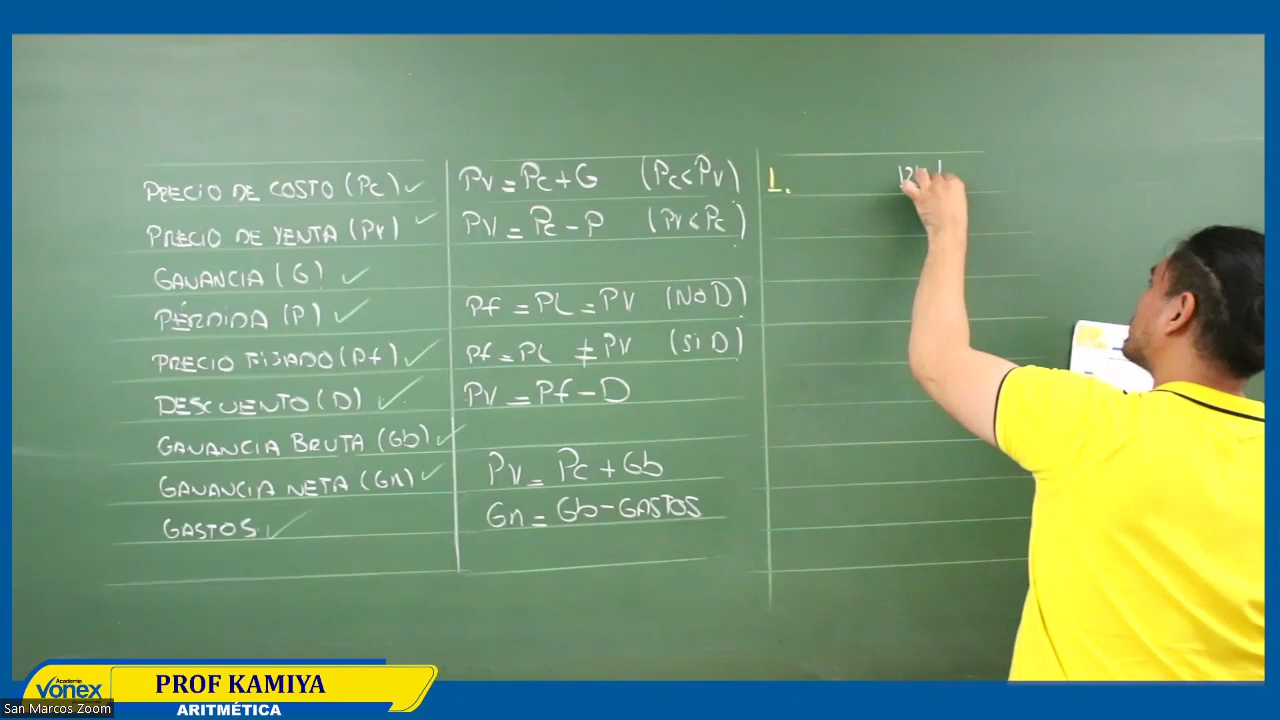 PRECIO DE COSTO (Pc) ✓
PRECIO DE VENTA (PV) ✓
GANANCIA (G) ✓
PÉRDIDA (P) ✓
PRECIO FIJADO (Pf) ✓
DESCUENTO (D) ✓
GANANCIA BRUTA (Gb) ✓
GANANCIA NETA (Gn) ✓
GASTOS ✓
PV = Pc + G (Pc < PV)
PV = Pc - P (PV < Pc)
Pf = PL = PV (NO D)
Pf = PL ≠ PV (SI D)
PV = Pf - D
PV = Pc + Gb
Gn = Gb - GASTOS
1.
Academia
VONEX
PROF KAMIYA
ARITMÉTICA
San Marcos Zoom